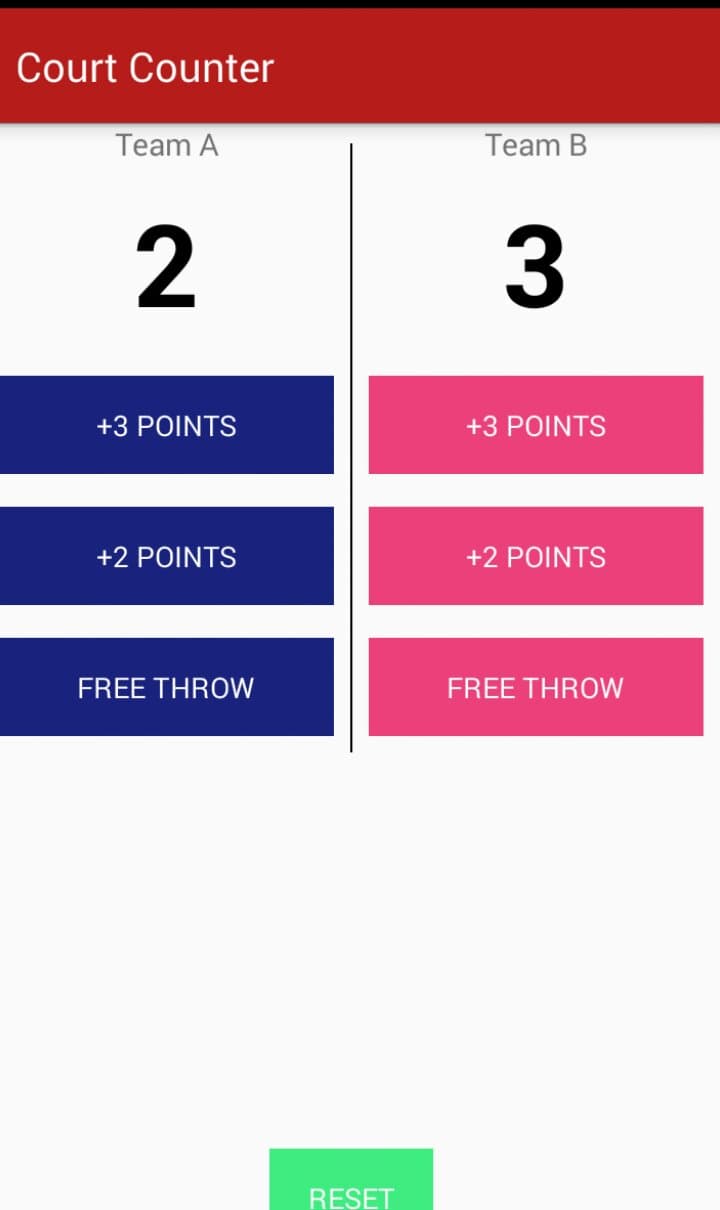 Court Counter
Team A
2
+3 POINTS
+2 POINTS
FREE THROW
Team B
3
+3 POINTS
+2 POINTS
FREE THROW
RESET